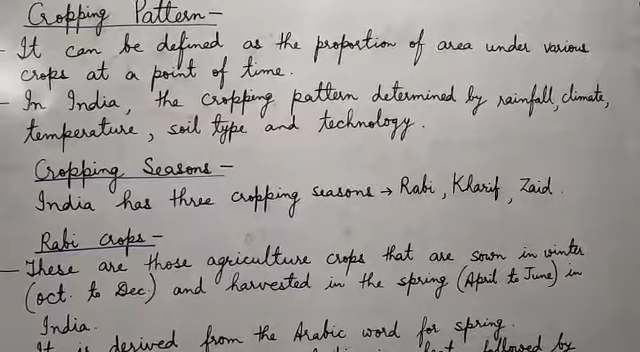 Cropping Pattern-
- It can be defined as the proportion of area under various
crops at a point of time.
- In India, the cropping pattern determined by rainfall, climate,
temperature, soil type and technology.
Cropping Seasons-
India has three cropping seasons → Rabi, Kharif, Zaid.
Rabi crops-
- These are those agriculture crops that are sown in winter
(oct. to Dec.) and harvested in the spring (April to June) in
India.
It is derived from the Arabic word for spring.
followed by